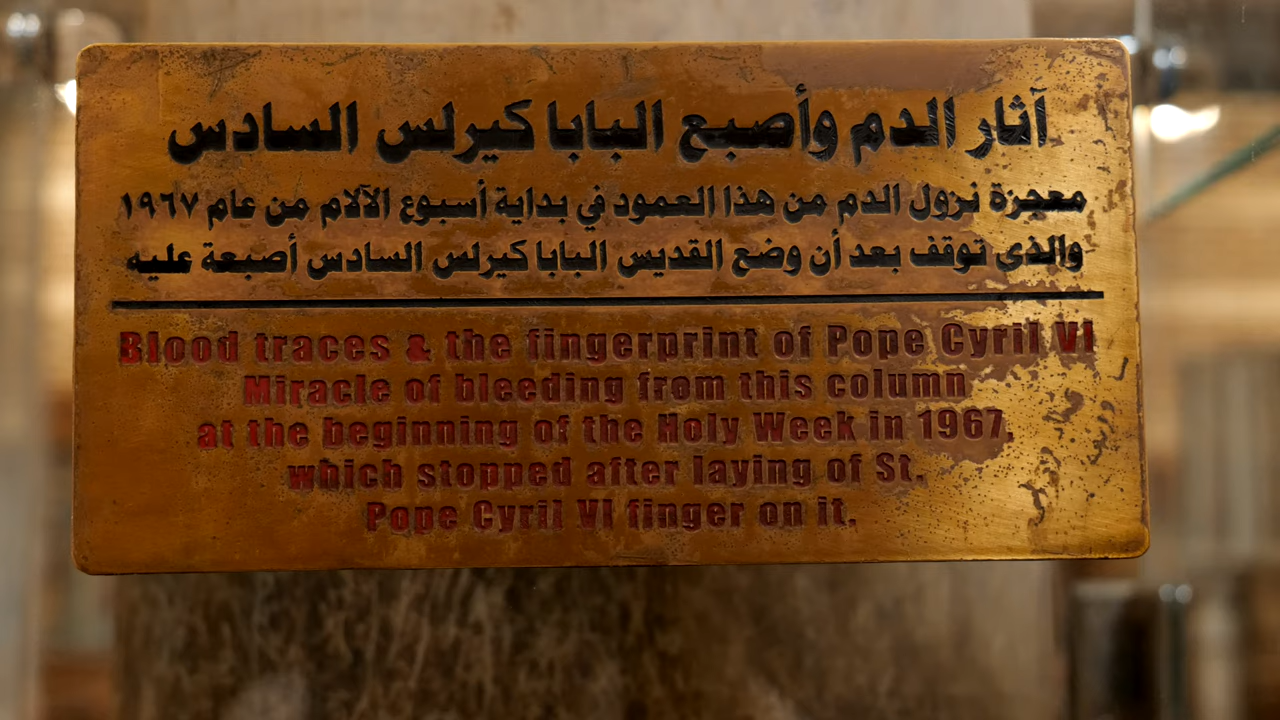 آثار الدم وأصبع البابا كيرلس السادس
معجزة نزول الدم من هذا العمود في بداية أسبوع الآلام من عام ١٩٦٧
والذى توقف بعد أن وضع القديس البابا كيرلس السادس أصبعة عليه
Blood traces & the fingerprint of Pope Cyril VI
Miracle of bleeding from this column
at the beginning of the Holy Week in 1967,
which stopped after laying of St.
Pope Cyril VI finger on it.